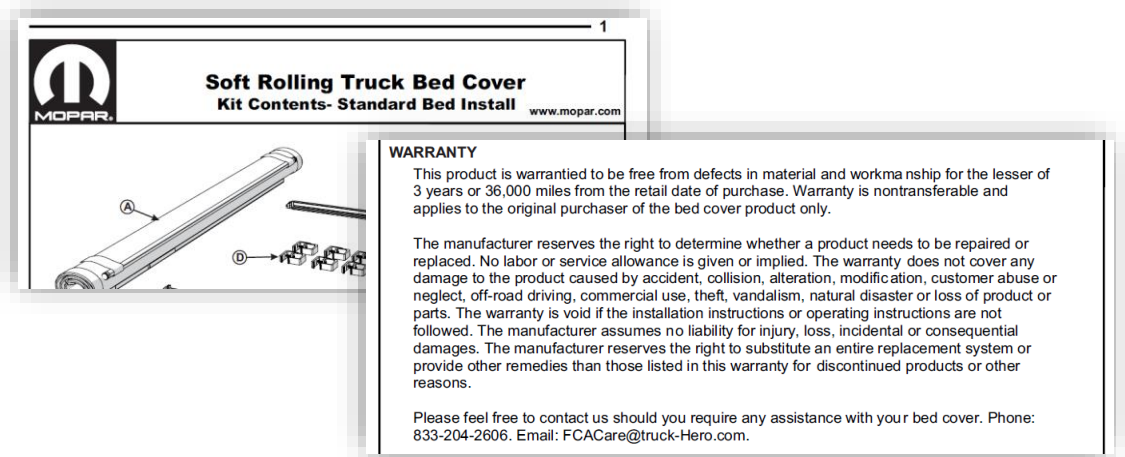 1
MOPAR.
Soft Rolling Truck Bed Cover
Kit Contents- Standard Bed Install
www.mopar.com
A
D
WARRANTY
This product is warrantied to be free from defects in material and workma nship for the lesser of
3 years or 36,000 miles from the retail date of purchase. Warranty is nontransferable and
applies to the original purchaser of the bed cover product only.
The manufacturer reserves the right to determine whether a product needs to be repaired or
replaced. No labor or service allowance is given or implied. The warranty does not cover any
damage to the product caused by accident, collision, alteration, modification, customer abuse or
neglect, off-road driving, commercial use, theft, vandalism, natural disaster or loss of product or
parts. The warranty is void if the installation instructions or operating instructions are not
followed. The manufacturer assumes no liability for injury, loss, incidental or consequential
damages. The manufacturer reserves the right to substitute an entire replacement system or
provide other remedies than those listed in this warranty for discontinued products or other
reasons.
Please feel free to contact us should you require any assistance with your bed cover. Phone:
833-204-2606. Email: FCACare@truck-Hero.com.